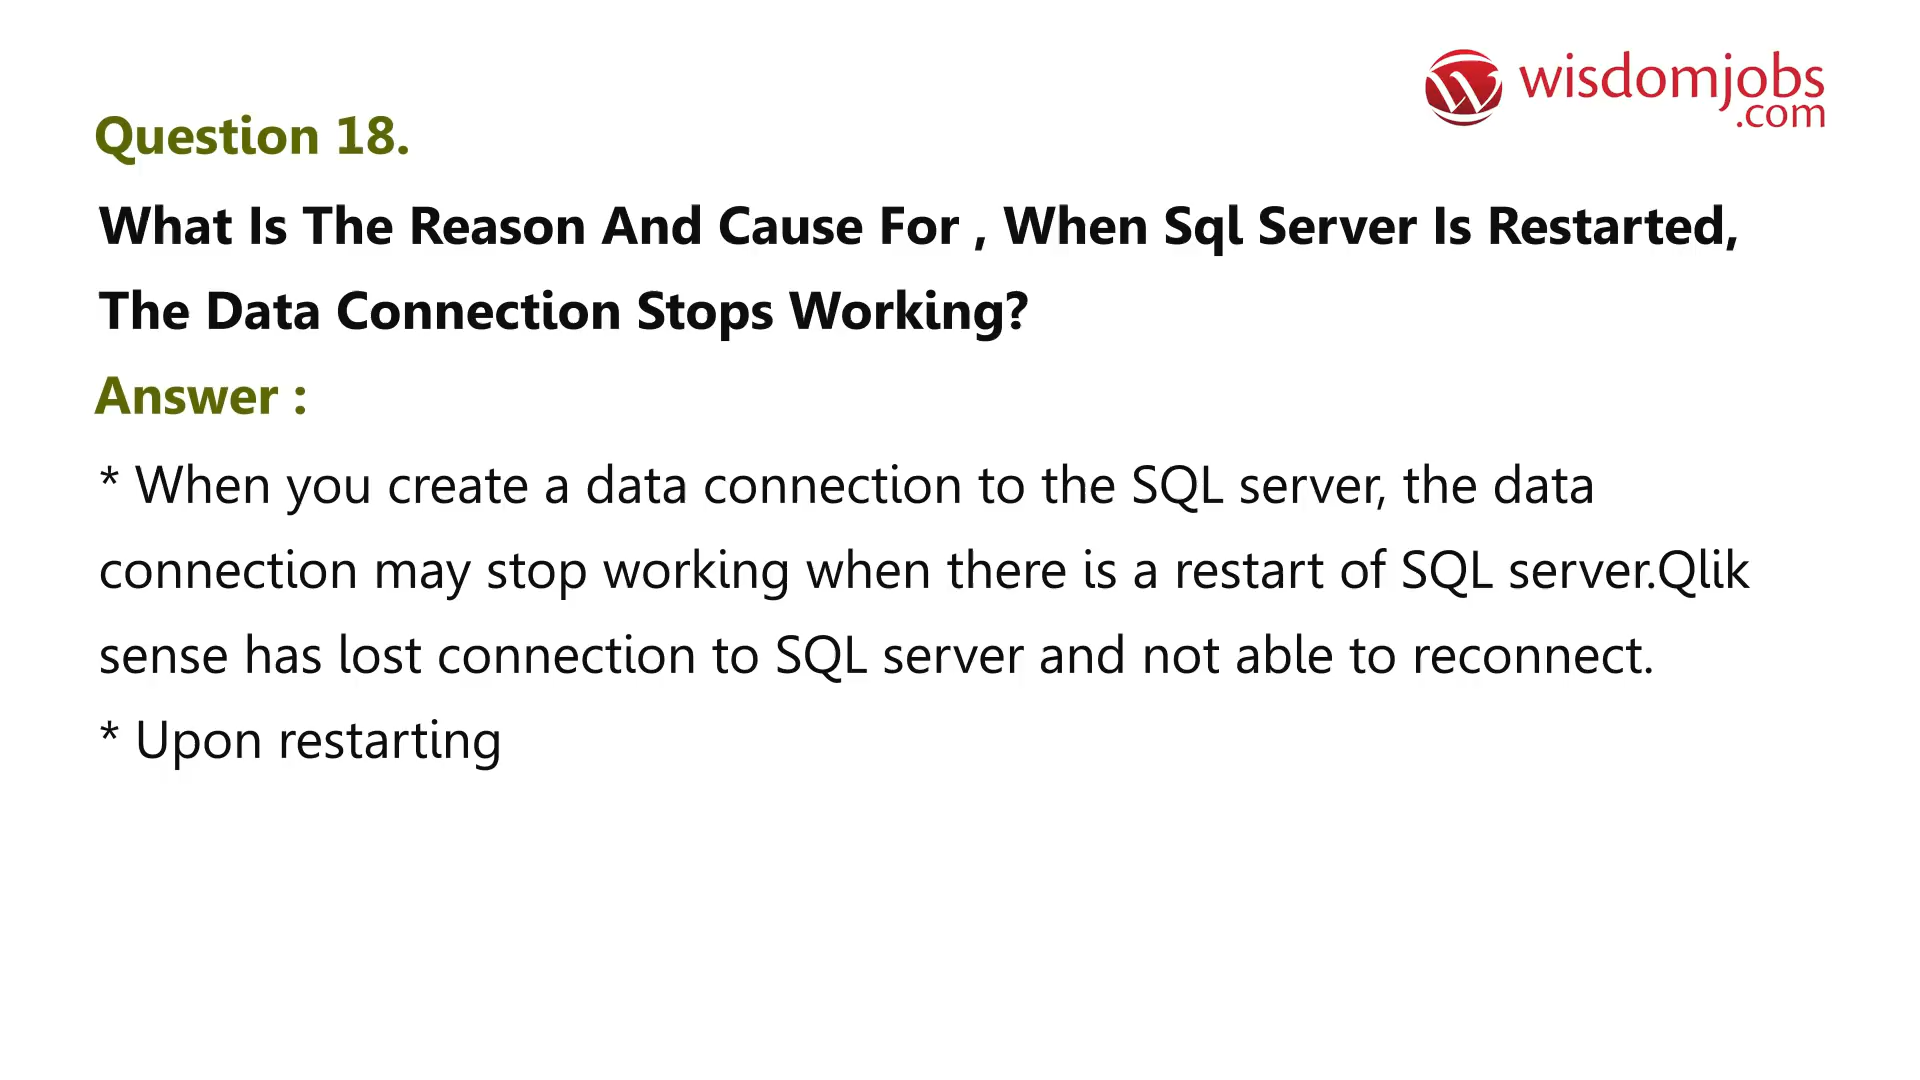 wisdomjobs
.com
Question 18.
What Is The Reason And Cause For , When Sql Server Is Restarted,
The Data Connection Stops Working?
Answer :
* When you create a data connection to the SQL server, the data
connection may stop working when there is a restart of SQL server.Qlik
sense has lost connection to SQL server and not able to reconnect.
* Upon restarting